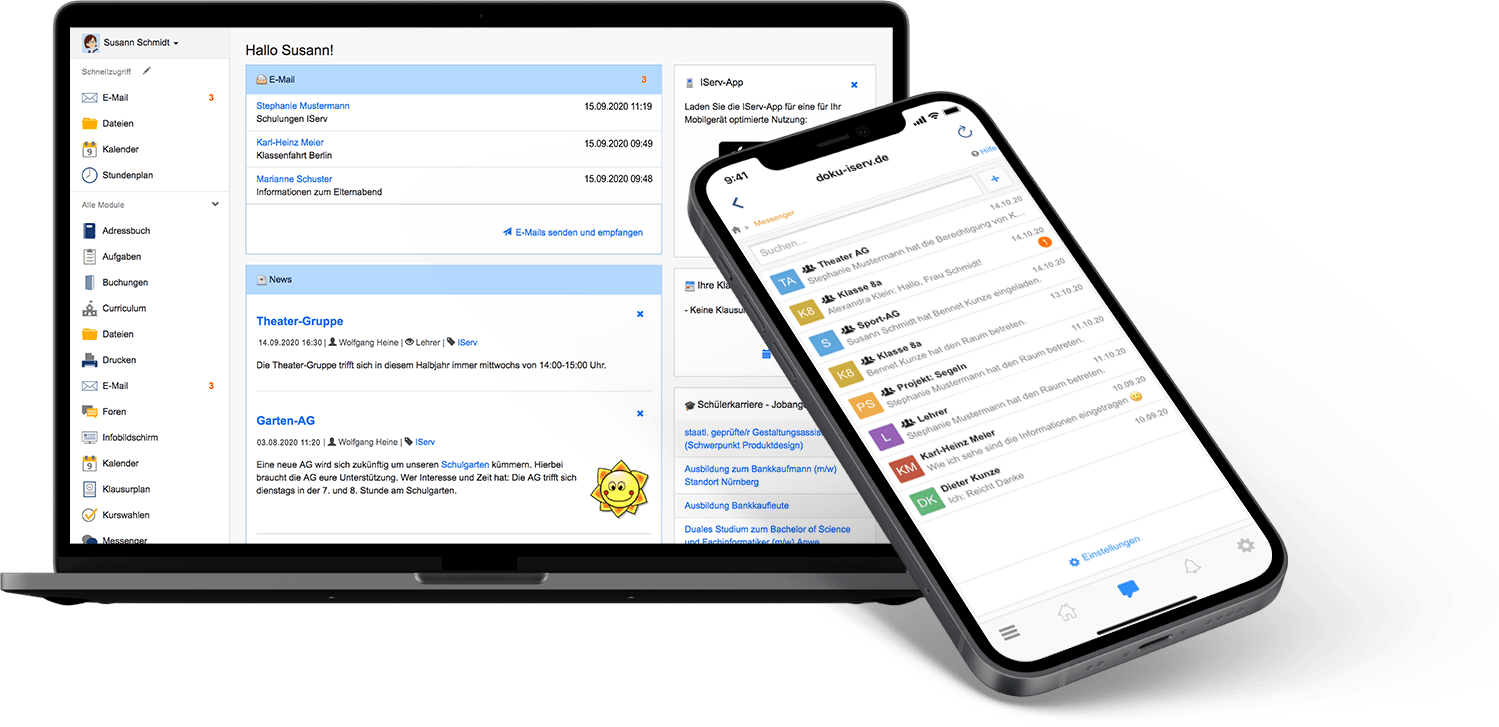 Susann Schmidt
Schnellzugriff
E-Mail 3
Dateien
9 Kalender
Stundenplan
Alle Module
Adressbuch
Aufgaben
Buchungen
Curriculum
Dateien
Drucken
E-Mail 3
Foren
Infobildschirm
9 Kalender
Klausurplan
Kurswahlen
Messenger
Hallo Susann!
E-Mail 3
Stephanie Mustermann 15.09.2020 11:19
Schulungen IServ
Karl-Heinz Meier 15.09.2020 09:49
Klassenfahrt Berlin
Marianne Schuster 15.09.2020 09:48
Informationen zum Elternabend
E-Mails senden und empfangen
News
Theater-Gruppe
14.09.2020 16:30 | Wolfgang Heine | Lehrer | IServ
Die Theater-Gruppe trifft sich in diesem Halbjahr immer mittwochs von 14:00-15:00 Uhr.
Garten-AG
03.08.2020 11:20 | Wolfgang Heine | IServ
Eine neue AG wird sich zukünftig um unseren Schulgarten kümmern. Hierbei
braucht die AG eure Unterstützung. Wer Interesse und Zeit hat: Die AG trifft sich
dienstags in der 7. und 8. Stunde am Schulgarten.
IServ-App
Laden Sie die IServ-App für eine für Ihr
Mobilgerät optimierte Nutzung:
Ihre Kla
- Keine Klausur
Schülerkarriere - Jobang
staatl. geprüfte/r Gestaltungsassis
(Schwerpunkt Produktdesign)
Ausbildung zum Bankkaufmann (m/w)
Standort Nürnberg
Ausbildung Bankkaufleute
Duales Studium zum Bachelor of Science
und Fachinformatiker (m/w) Anwe
9:41
doku-iserv.de
Hilfe
» Messenger
Suchen... +
TA Theater AG 14.10.20
Stephanie Mustermann hat die Berechtigung von K...
K8 Klasse 8a 14.10.20
Alexandra Klein: Hallo, Frau Schmidt! 1
S Sport-AG 14.10.20
Susann Schmidt hat Bennet Kunze eingeladen.
K8 Klasse 8a 13.10.20
Bennet Kunze hat den Raum betreten.
PS Projekt: Segeln 11.10.20
Stephanie Mustermann hat den Raum betreten.
L Lehrer 11.10.20
Stephanie Mustermann hat den Raum betreten.
KM Karl-Heinz Meier 10.09.20
Wie ich sehe sind die Informationen eingetragen 
DK Dieter Kunze 10.09.20
Ich: Reicht Danke
Einstellungen